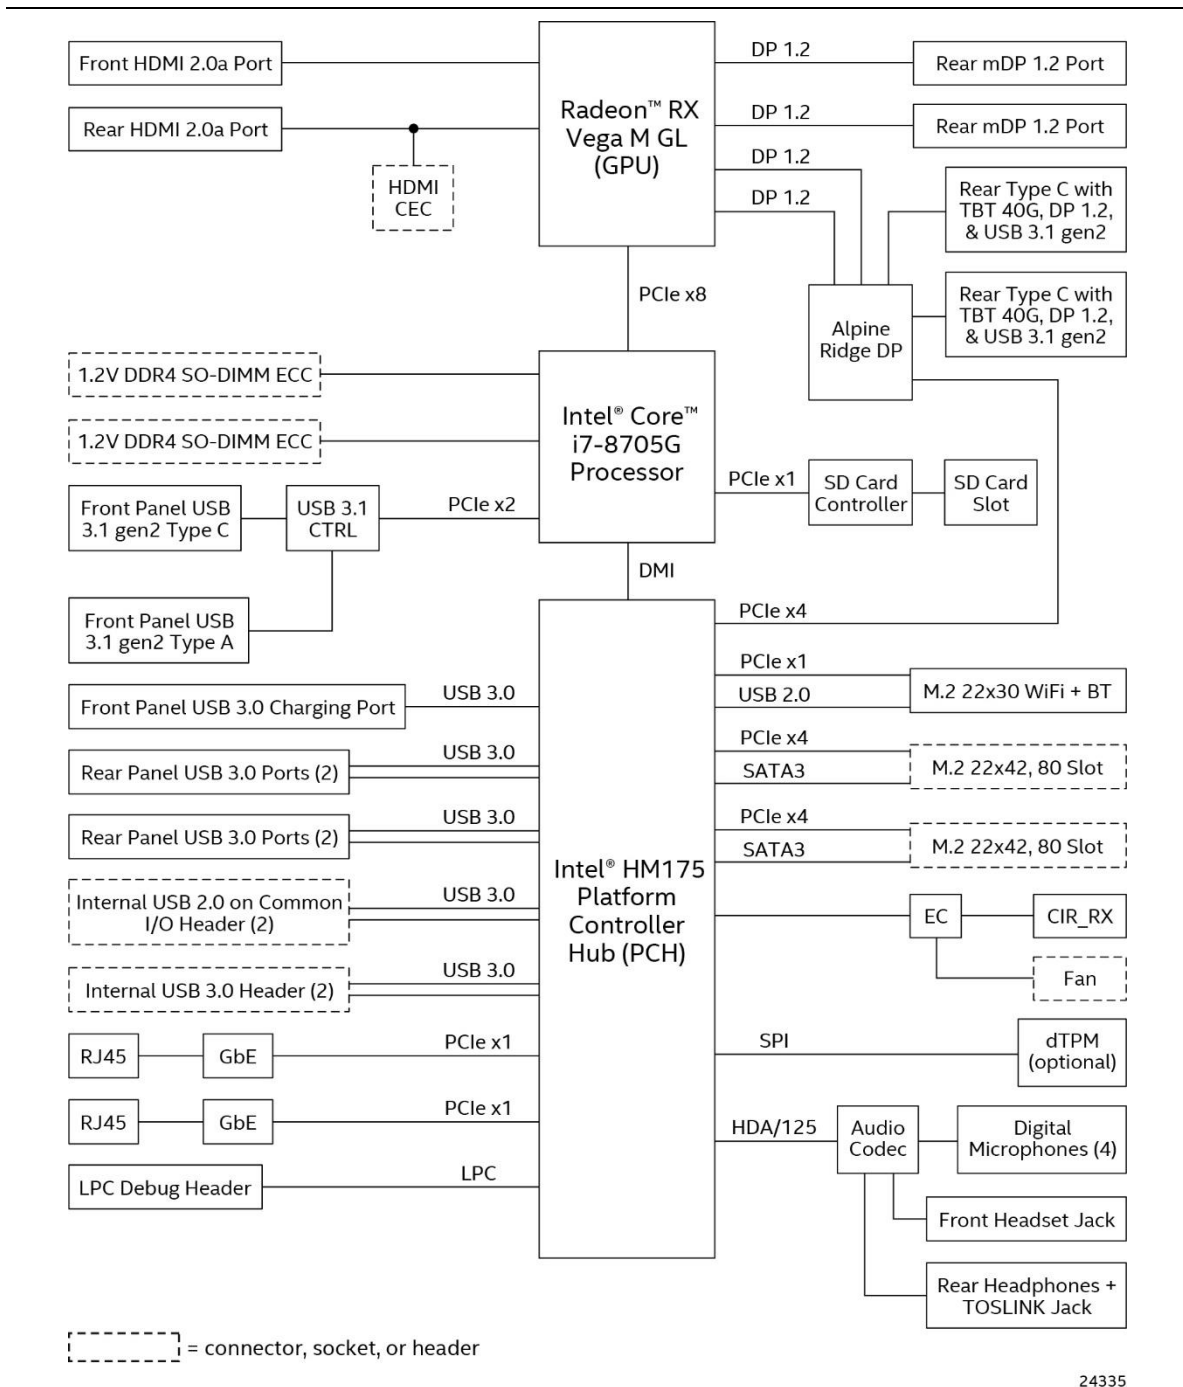 Front HDMI 2.0a Port
Rear HDMI 2.0a Port
HDMI
CEC
Radeon™ RX
Vega M GL
(GPU)
DP 1.2
Rear mDP 1.2 Port
DP 1.2
Rear mDP 1.2 Port
DP 1.2
DP 1.2
Rear Type C with
TBT 40G, DP 1.2,
& USB 3.1 gen2
Rear Type C with
TBT 40G, DP 1.2,
& USB 3.1 gen2
Alpine
Ridge DP
PCIe x8
1.2V DDR4 SO-DIMM ECC
1.2V DDR4 SO-DIMM ECC
Intel® Core™
i7-8705G
Processor
Front Panel USB
3.1 gen2 Type C
USB 3.1
CTRL
PCIe x2
PCIe x1
SD Card
Controller
SD Card
Slot
Front Panel USB
3.1 gen2 Type A
DMI
PCIe x4
Front Panel USB 3.0 Charging Port
USB 3.0
Rear Panel USB 3.0 Ports (2)
USB 3.0
Rear Panel USB 3.0 Ports (2)
USB 3.0
Internal USB 2.0 on Common
I/O Header (2)
USB 3.0
Internal USB 3.0 Header (2)
USB 3.0
RJ45
GbE
PCIe x1
RJ45
GbE
PCIe x1
LPC Debug Header
LPC
Intel® HM175
Platform
Controller
Hub (PCH)
PCIe x1
USB 2.0
M.2 22x30 WiFi + BT
PCIe x4
SATA3
M.2 22x42, 80 Slot
PCIe x4
SATA3
M.2 22x42, 80 Slot
EC
CIR_RX
Fan
SPI
dTPM
(optional)
HDA/125
Audio
Codec
Digital
Microphones (4)
Front Headset Jack
Rear Headphones +
TOSLINK Jack
= connector, socket, or header
24335